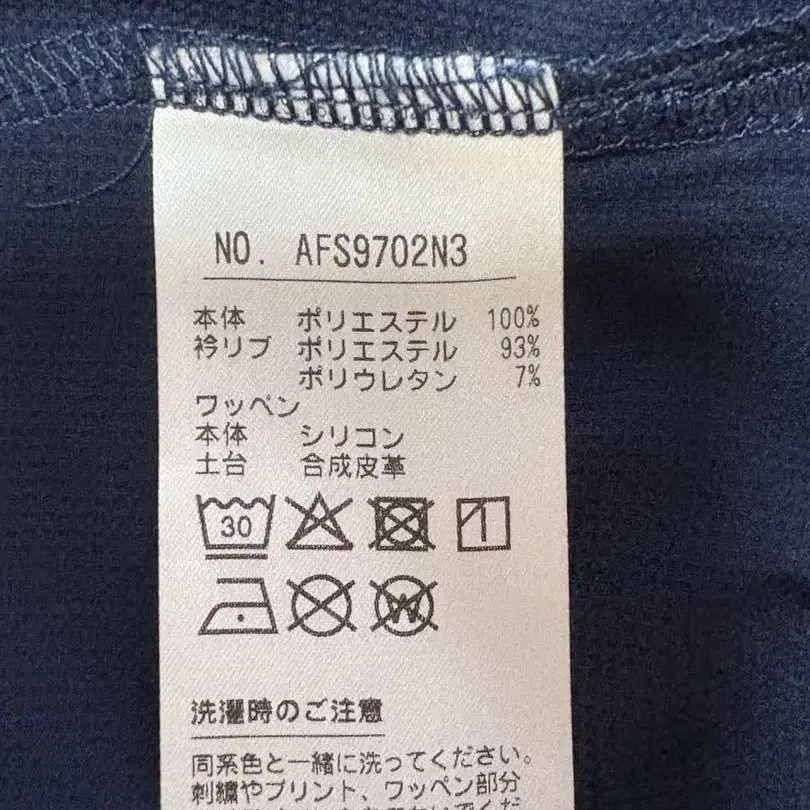 NO. AFS9702N3
本体 ポリエステル 100%
衿リブ ポリエステル 93%
ポリウレタン 7%
ワッペン
本体 シリコン
土台 合成皮革
30
W
洗濯時のご注意
同系色と一緒に洗ってください。
刺繍やプリント、ワッペン部分